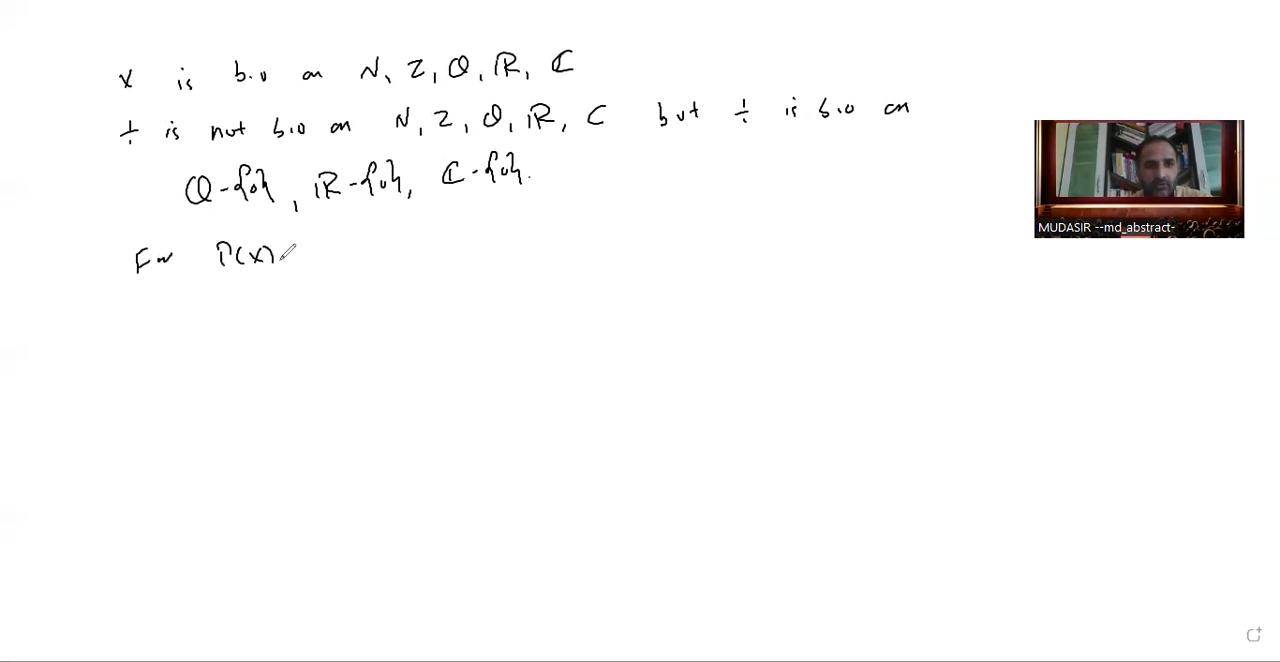 x is b.o on N, Z, Q, R, C
÷ is not b.o on N, Z, Q, R, C but ÷ is b.o on
Q-{0}, R-{0}, C-{0}.
For P(X)
MUDASIR --md_abstract-